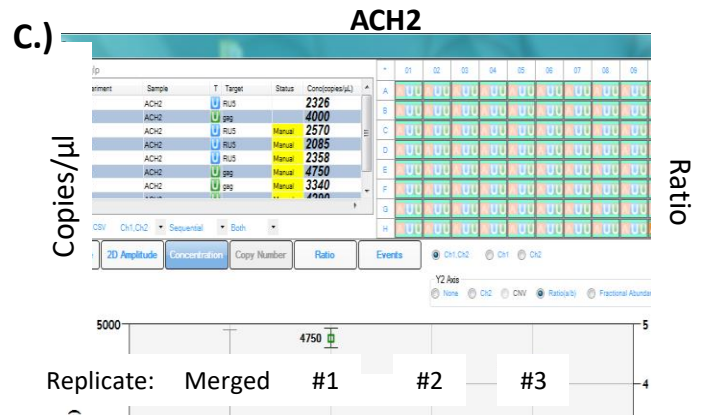 C.)
ACH2
Sample T Target Status Conc(copies/µL)
ACH2 U RU5 2326
ACH2 U gag 4000
ACH2 U RU5 Manual 2570
ACH2 U RU5 Manual 2085
ACH2 U RU5 Manual 2358
ACH2 U gag Manual 4750
ACH2 U gag Manual 3340
ACH2 U gag Manual
01 02 03 04 05 06 07 08 09
A
B
C
D
E
F
G
H
Copies/µl
Ratio
CSV Ch1,Ch2 Sequential Both
2D Amplitude Concentration Copy Number Ratio Events
Ch1,Ch2 Ch1 Ch2
Y2 Axis
None Ch2 CNV Ratio(a/b) Fractional
5000
5
4750
Replicate: Merged #1 #2 #3
4